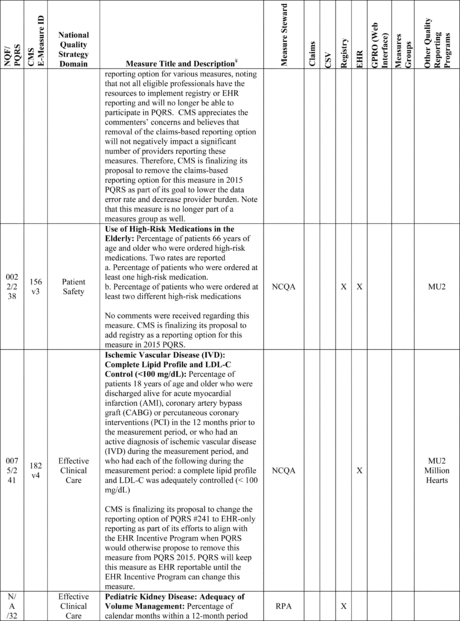 NQF/
PQRS
CMS
E-Measure ID
National
Quality
Strategy
Domain
Measure Title and Description¥
Measure Steward
Claims
CSV
Registry
EHR
GPRO (Web
Interface)
Measures
Groups
Other Quality
Reporting
Programs
reporting option for various measures, noting
that not all eligible professionals have the
resources to implement registry or EHR
reporting and will no longer be able to
participate in PQRS. CMS appreciates the
commenters' concerns and believes that
removal of the claims-based reporting option
will not negatively impact a significant
number of providers reporting these
measures. Therefore, CMS is finalizing its
proposal to remove the claims-based
reporting option for this measure in 2015
PQRS as part of its goal to lower the data
error rate and decrease provider burden. Note
that this measure is no longer part of a
measures group as well.
002
2/2
38
156
v3
Patient
Safety
Use of High-Risk Medications in the
Elderly: Percentage of patients 66 years of
age and older who were ordered high-risk
medications. Two rates are reported
a. Percentage of patients who were ordered at
least one high-risk medication.
b. Percentage of patients who were ordered at
least two different high-risk medications
No comments were received regarding this
measure. CMS is finalizing its proposal to
add registry as a reporting option for this
measure in 2015 PQRS.
NCQA
X
X
MU2
007
5/2
41
182
v4
Effective
Clinical
Care
Ischemic Vascular Disease (IVD):
Complete Lipid Profile and LDL-C
Control (<100 mg/dL): Percentage of
patients 18 years of age and older who were
discharged alive for acute myocardial
infarction (AMI), coronary artery bypass
graft (CABG) or percutaneous coronary
interventions (PCI) in the 12 months prior to
the measurement period, or who had an
active diagnosis of ischemic vascular disease
(IVD) during the measurement period, and
who had each of the following during the
measurement period: a complete lipid profile
and LDL-C was adequately controlled (< 100
mg/dL)
CMS is finalizing its proposal to change the
reporting option of PQRS #241 to EHR-only
reporting as part of its efforts to align with
the EHR Incentive Program when PQRS
would otherwise propose to remove this
measure from PQRS 2015. PQRS will keep
this measure as EHR reportable until the
EHR Incentive Program can change this
measure.
NCQA
X
MU2
Million
Hearts
N/
A
/32
Effective
Clinical
Care
Pediatric Kidney Disease: Adequacy of
Volume Management: Percentage of
calendar months within a 12-month period
RPA
X